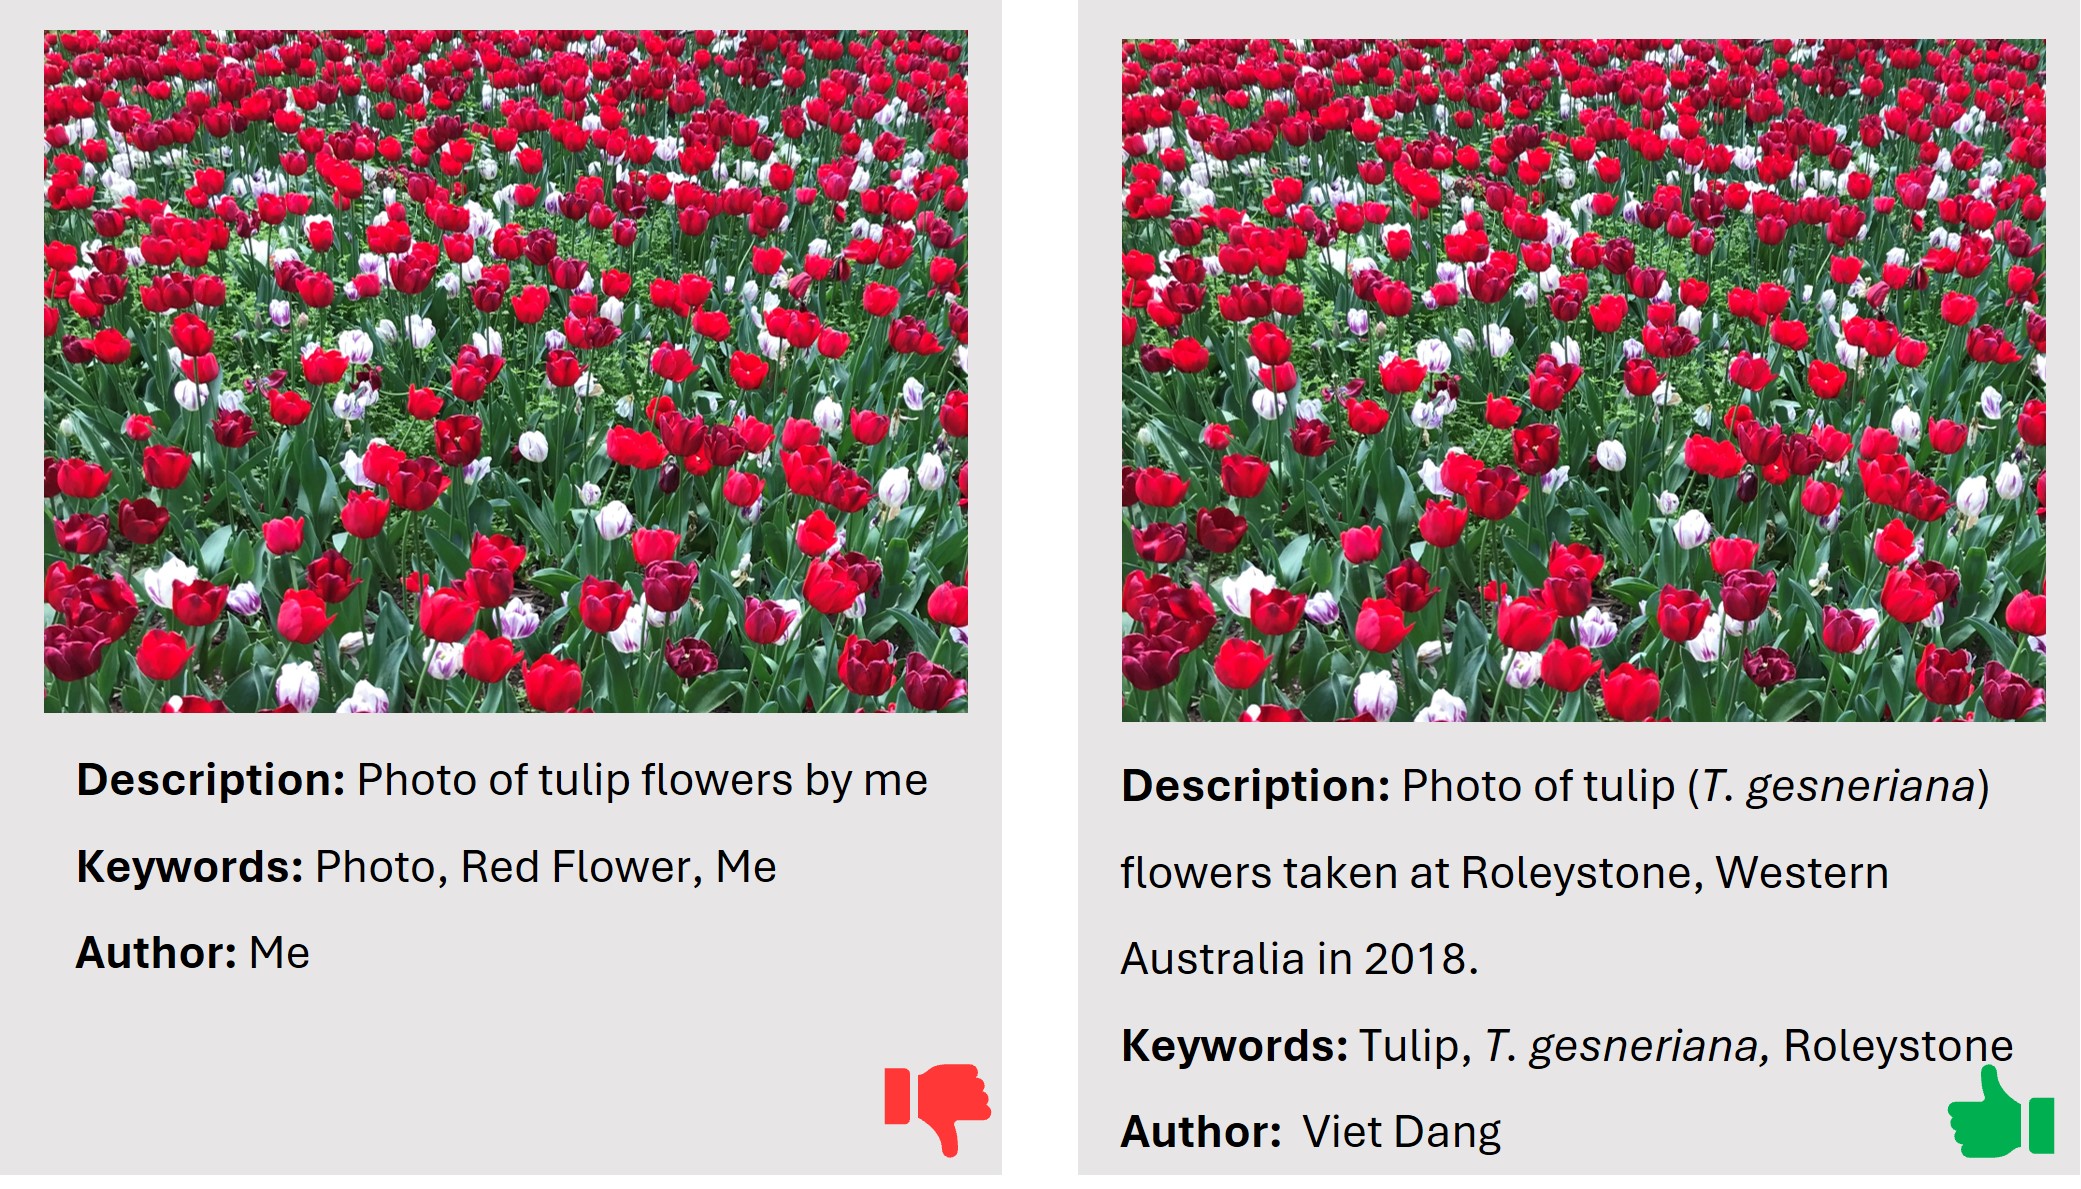 Description: Photo of tulip flowers by me
Keywords: Photo, Red Flower, Me
Author: Me
Description: Photo of tulip (T. gesneriana)
flowers taken at Roleystone, Western
Australia in 2018.
Keywords: Tulip, T. gesneriana, Roleystone
Author: Viet Dang